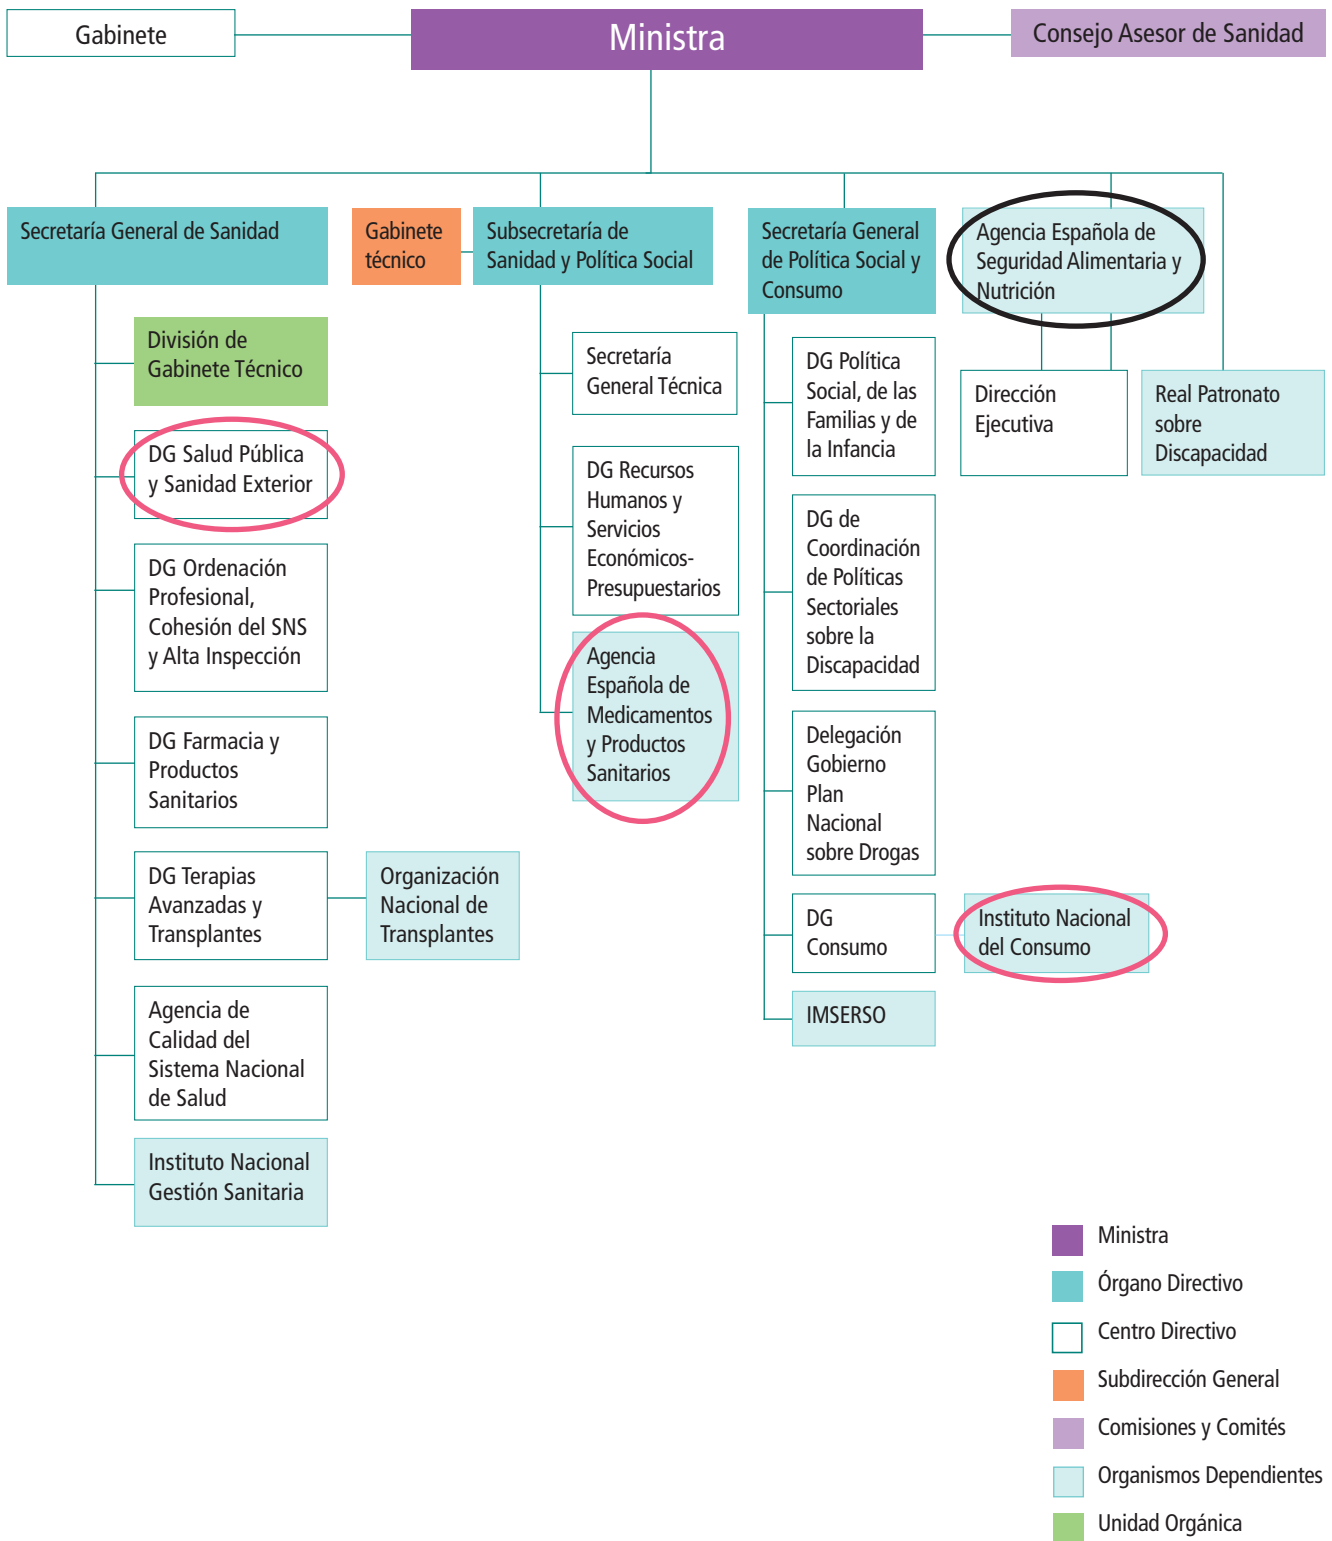 Gabinete
Ministra
Consejo Asesor de Sanidad
Secretaría General de Sanidad
Gabinete
técnico
Subsecretaría de
Sanidad y Política Social
Secretaría General
de Política Social y
Consumo
Agencia Española de
Seguridad Alimentaria y
Nutrición
División de
Gabinete Técnico
DG Salud Pública
y Sanidad Exterior
DG Ordenación
Profesional,
Cohesión del SNS
y Alta Inspección
DG Farmacia y
Productos
Sanitarios
DG Terapias
Avanzadas y
Transplantes
Organización
Nacional de
Transplantes
Agencia de
Calidad del
Sistema Nacional
de Salud
Instituto Nacional
Gestión Sanitaria
Secretaría
General Técnica
DG Recursos
Humanos y
Servicios
Económicos-
Presupuestarios
Agencia
Española de
Medicamentos
y Productos
Sanitarios
DG Política
Social, de las
Familias y de
la Infancia
DG de
Coordinación
de Políticas
Sectoriales
sobre la
Discapacidad
Delegación
Gobierno
Plan
Nacional
sobre Drogas
DG
Consumo
Instituto Nacional
del Consumo
IMSERSO
Dirección
Ejecutiva
Real Patronato
sobre
Discapacidad
Ministra
Órgano Directivo
Centro Directivo
Subdirección General
Comisiones y Comités
Organismos Dependientes
Unidad Orgánica